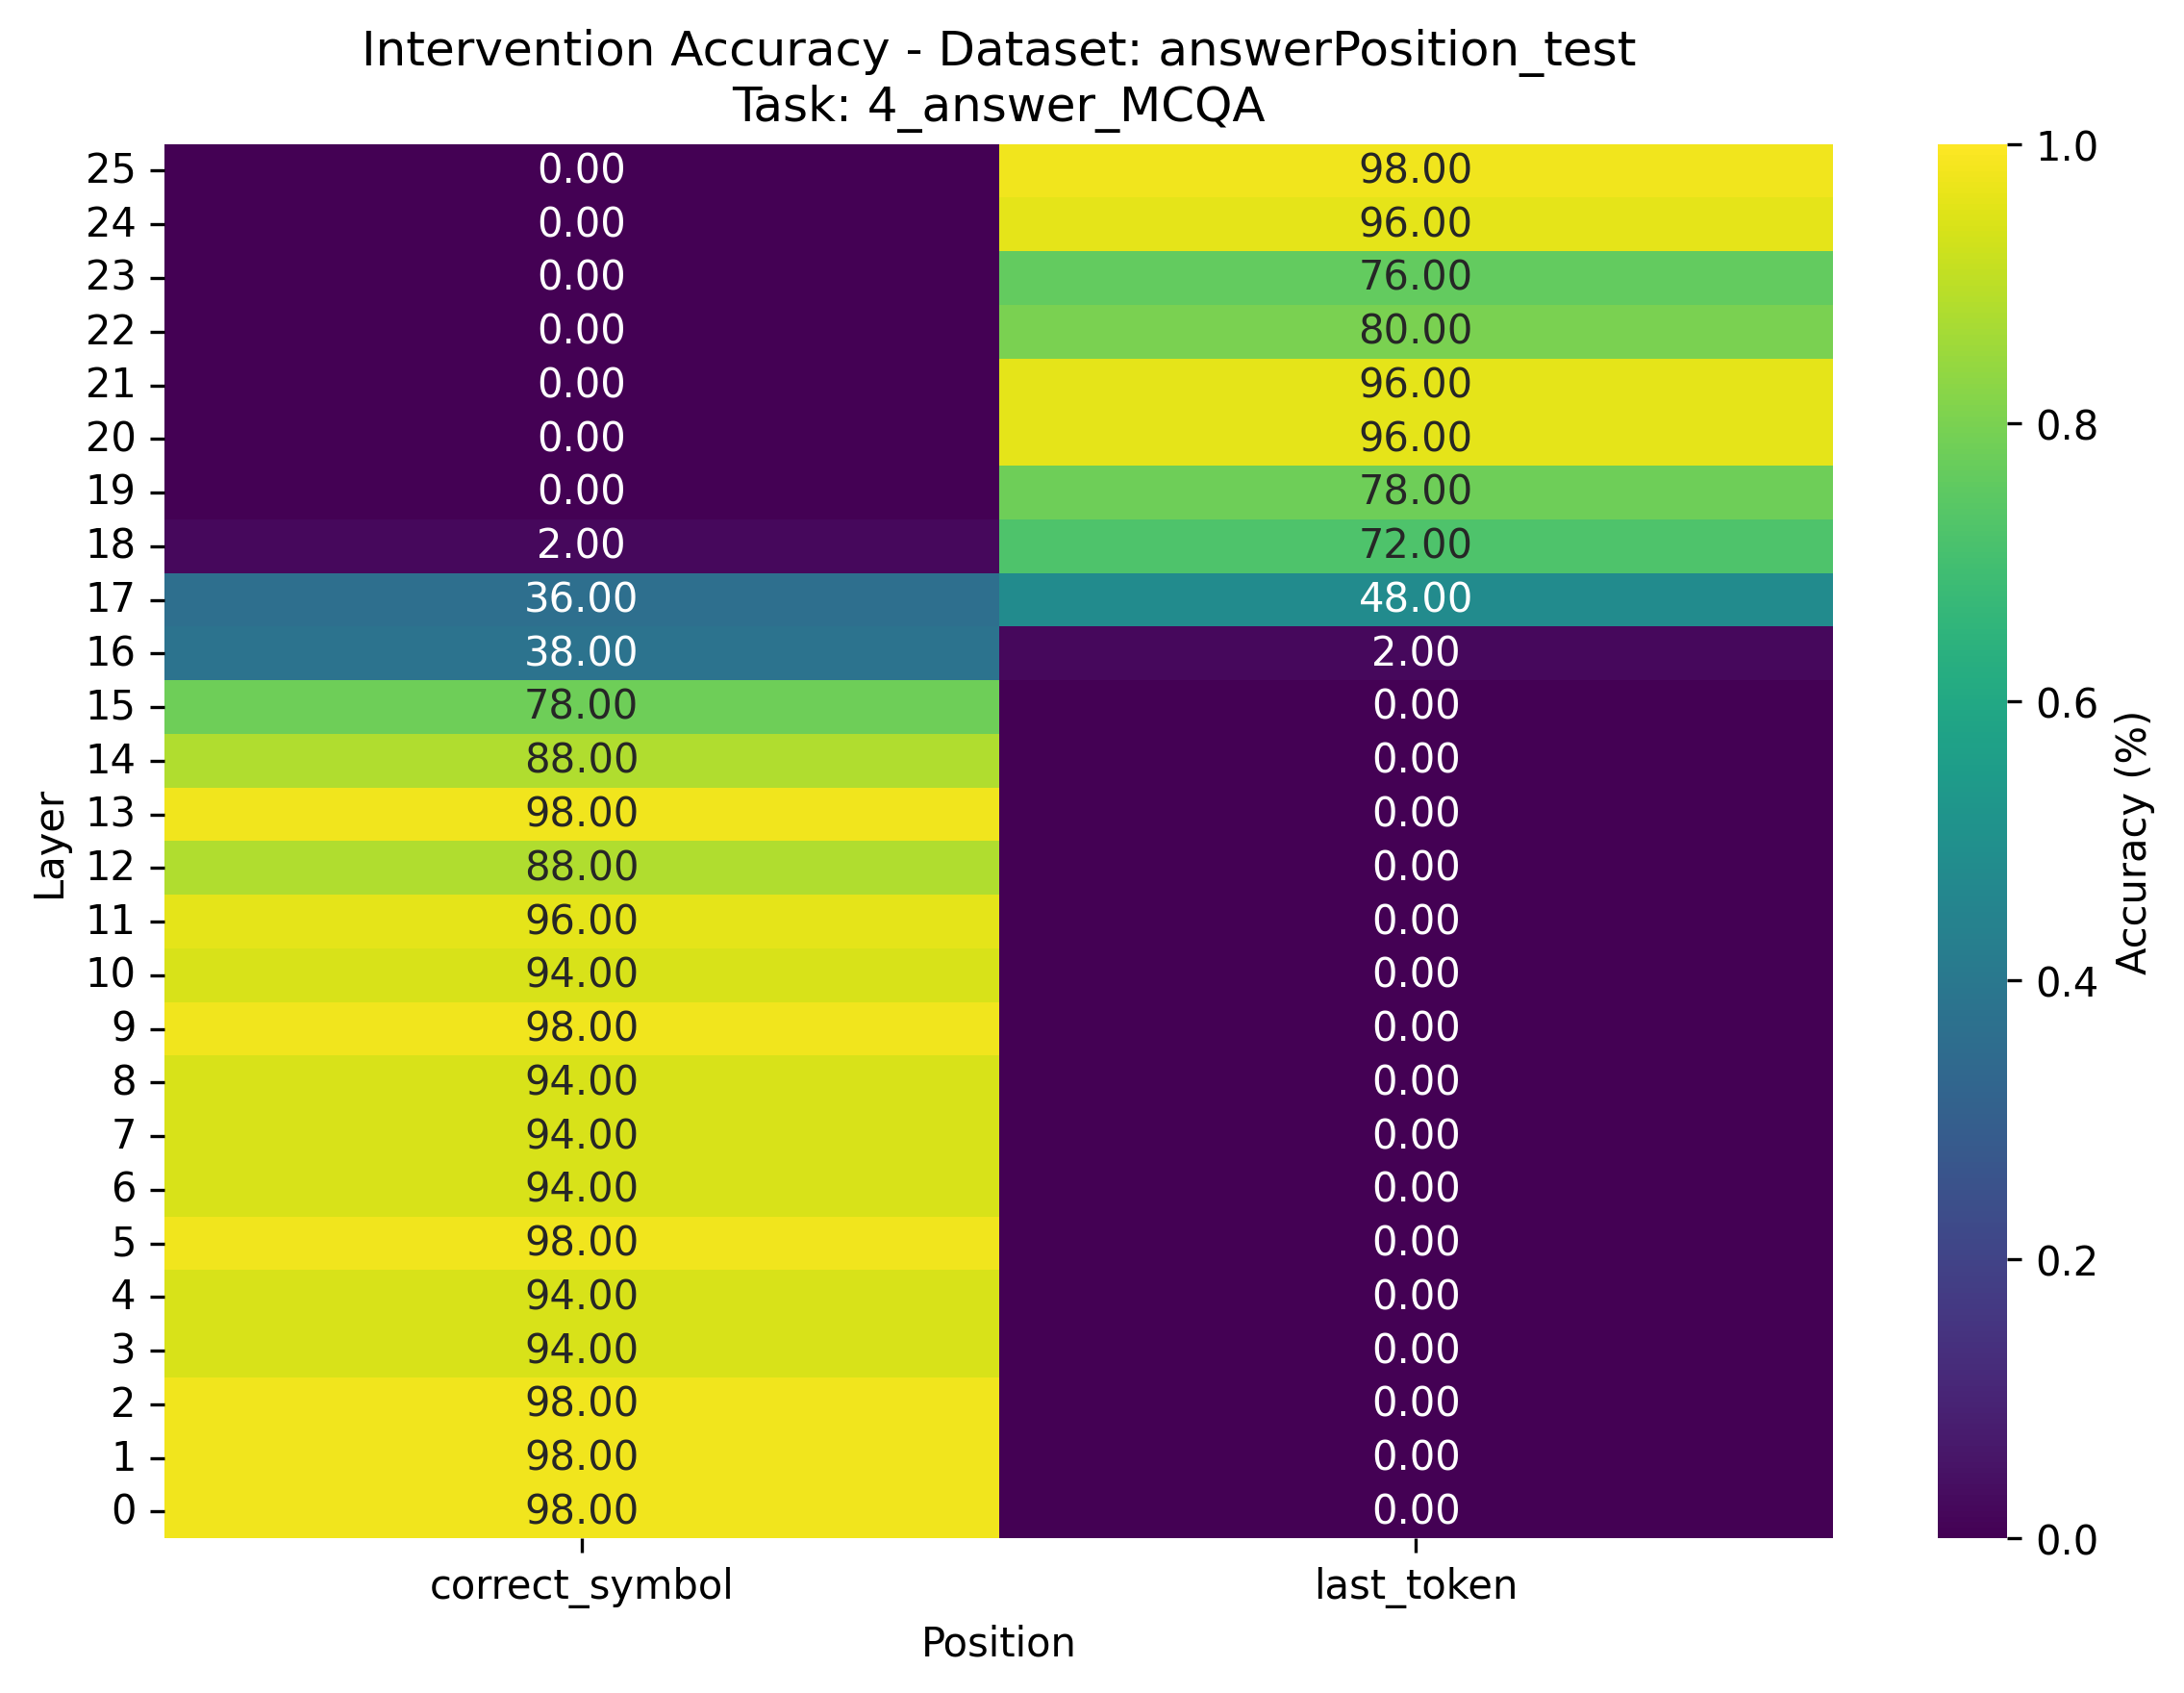 Intervention Accuracy - Dataset: answerPosition_test
Task: 4_answer_MCQA
25 0.00 98.00
24 0.00 96.00
23 0.00 76.00
22 0.00 80.00
21 0.00 96.00
20 0.00 96.00
19 0.00 78.00
18 2.00 72.00
17 36.00 48.00
16 38.00 2.00
15 78.00 0.00
14 88.00 0.00
13 98.00 0.00
12 88.00 0.00
11 96.00 0.00
10 94.00 0.00
9 98.00 0.00
8 94.00 0.00
7 94.00 0.00
6 94.00 0.00
5 98.00 0.00
4 94.00 0.00
3 94.00 0.00
2 98.00 0.00
1 98.00 0.00
0 98.00 0.00
Layer
correct_symbol last_token
Position
1.0
0.8
0.6
0.4
0.2
0.0
Accuracy (%)